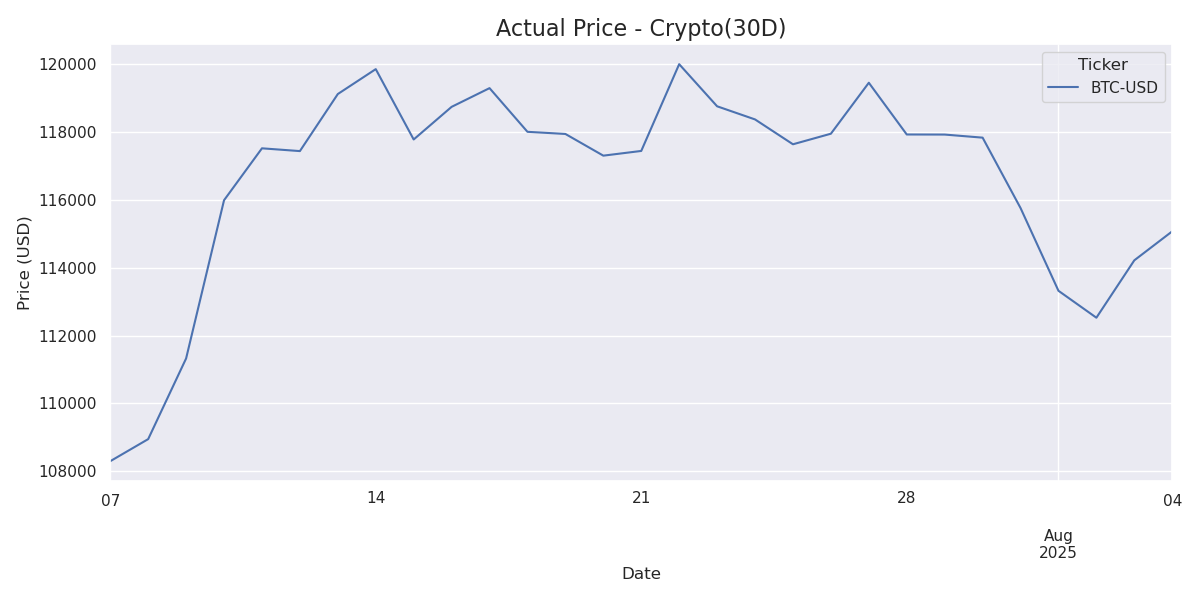 Actual Price - Crypto(30D)
Ticker
BTC-USD
120000
118000
116000
114000
112000
110000
108000
Price (USD)
07
14
21
28
04
Aug
2025
Date